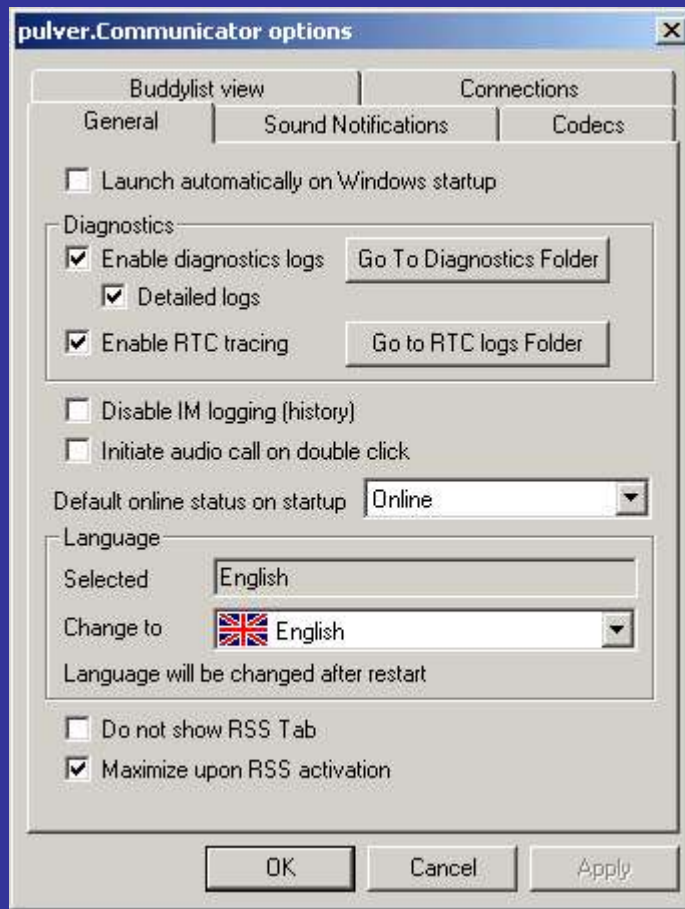 pulver.Communicator options
Buddylist view Connections
General Sound Notifications Codecs
Launch automatically on Windows startup
Diagnostics
Enable diagnostics logs Go To Diagnostics Folder
Detailed logs
Enable RTC tracing Go to RTC logs Folder
Disable IM logging (history)
Initiate audio call on double click
Default online status on startup Online
Language
Selected English
Change to English
Language will be changed after restart
Do not show RSS Tab
Maximize upon RSS activation
OK Cancel Apply